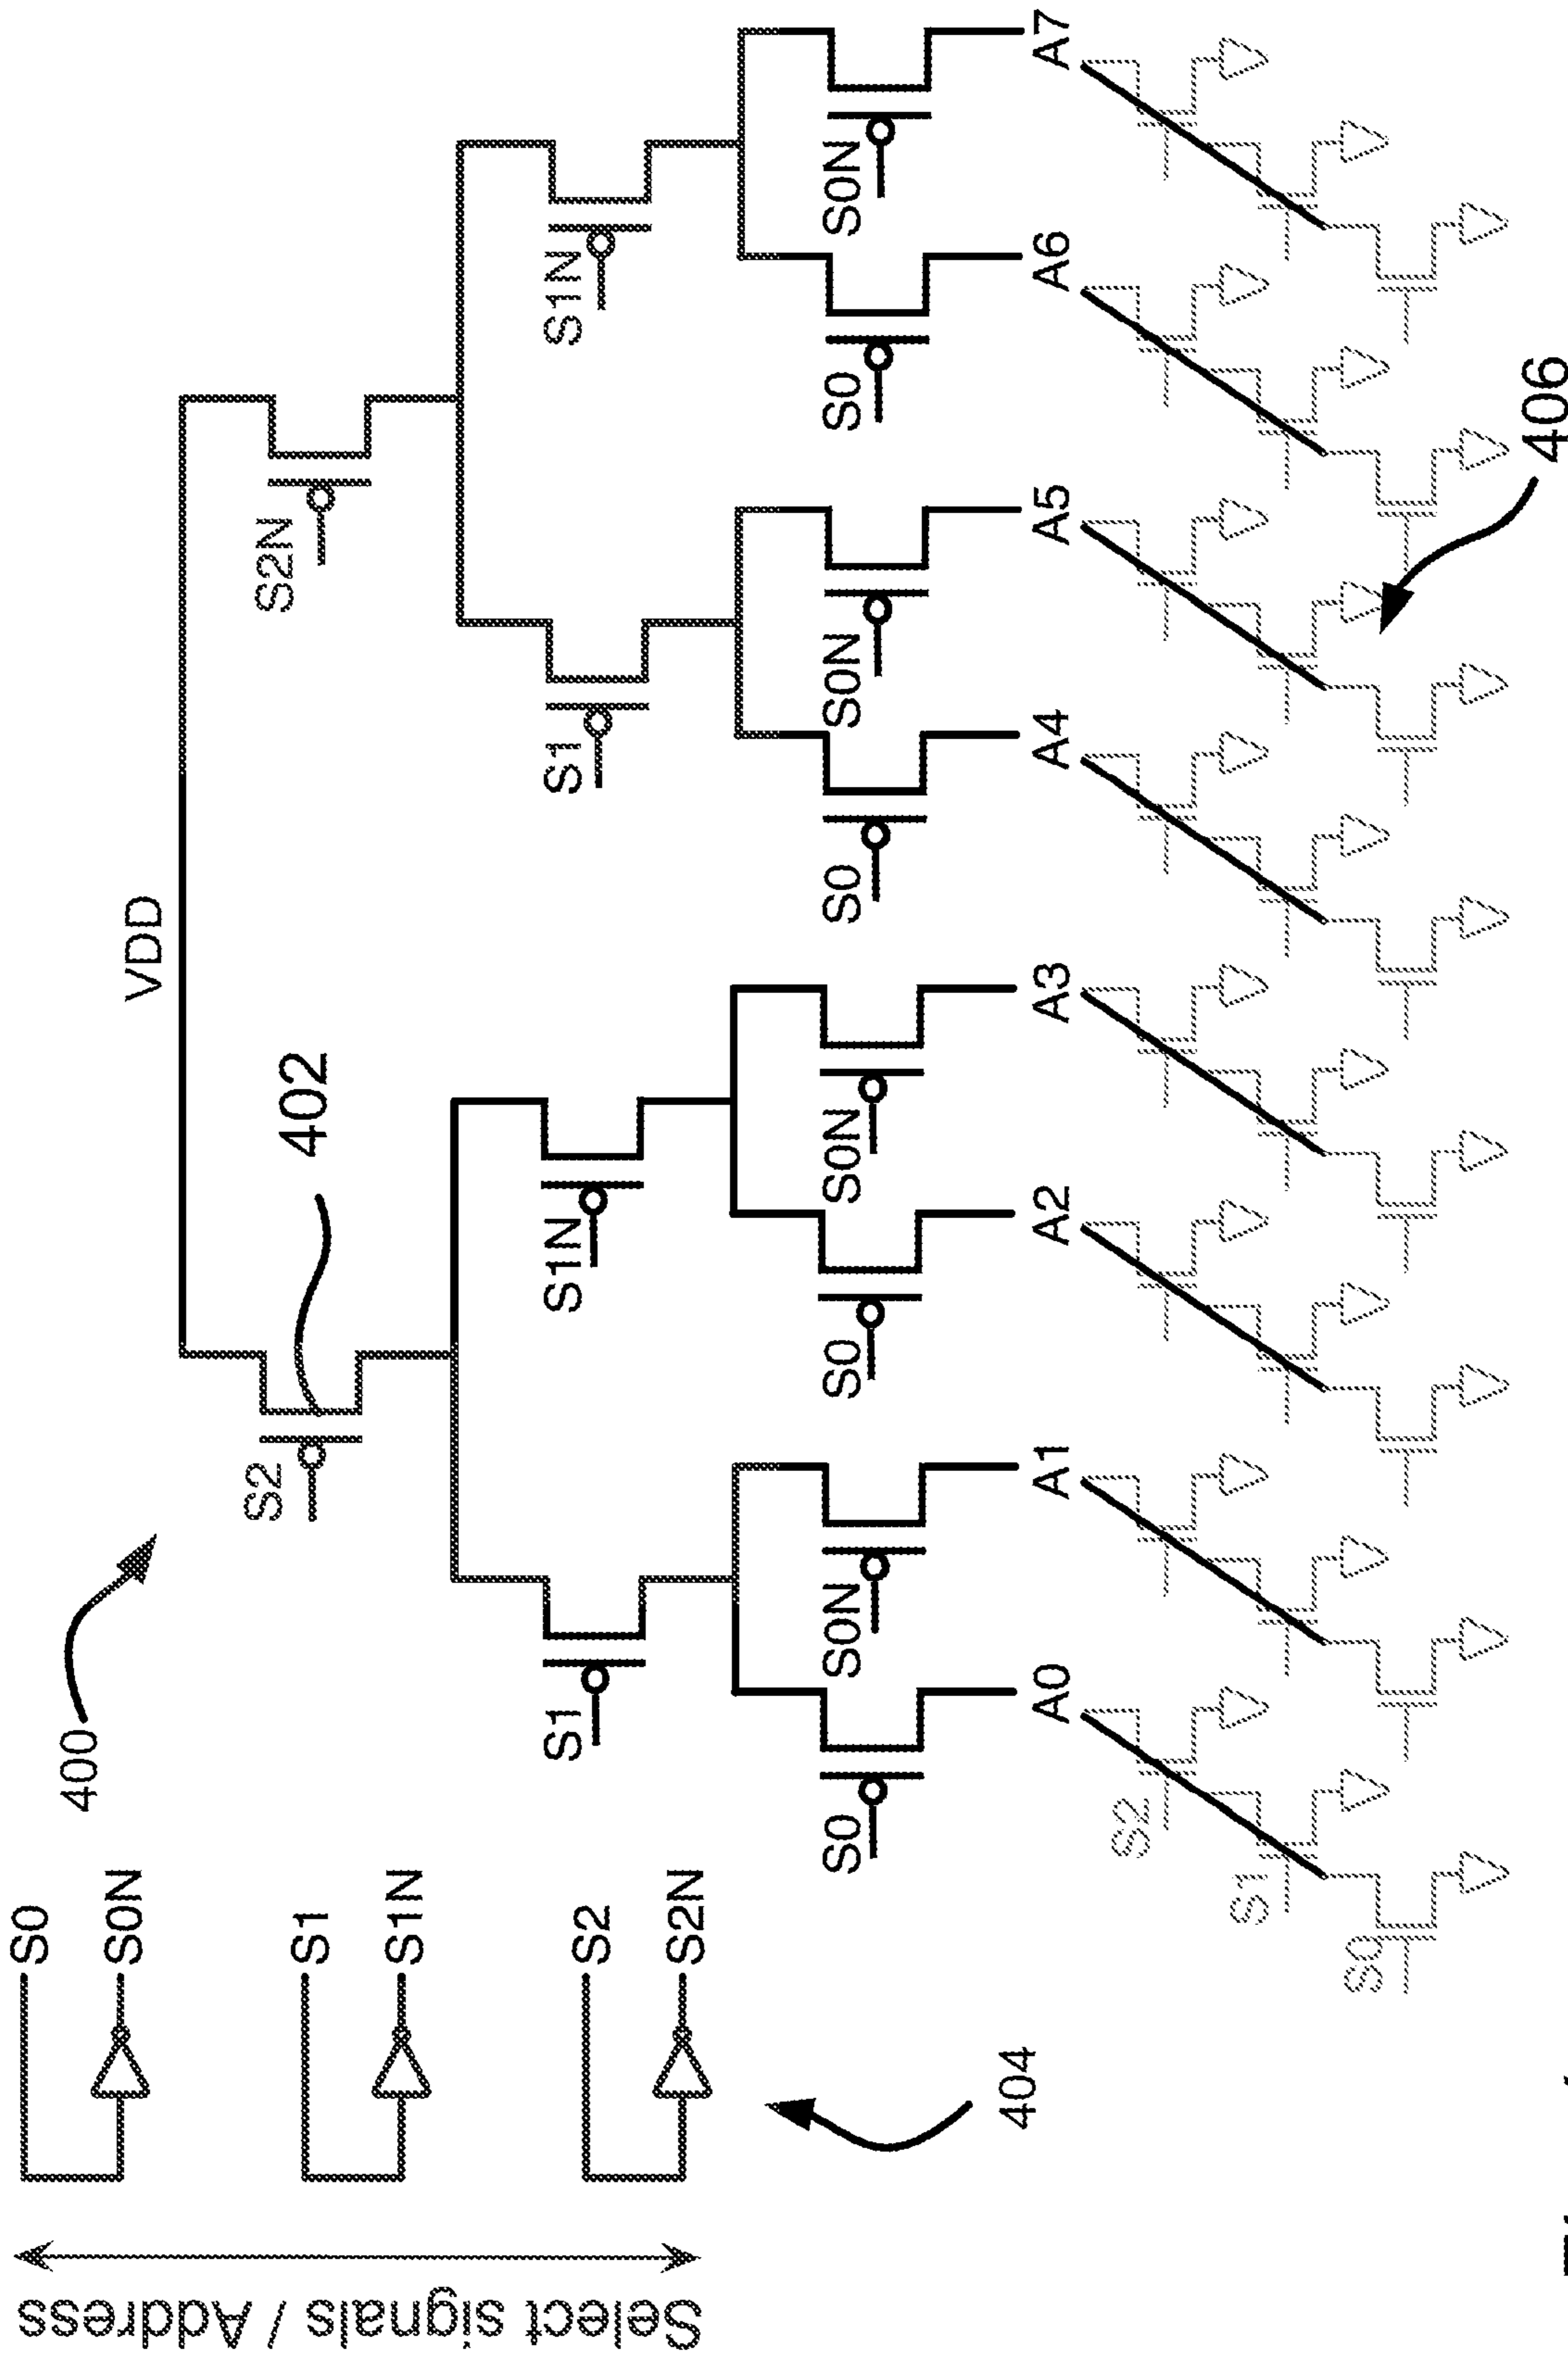 Select signals / Address
S0
S0N
S1
S1N
S2
S2N
404
400
VDD
S2
402
S2N
S1
S1N
S1
S1N
S0
S0N
S0
S0N
S0
S0N
S0
S0N
A0
A1
A2
A3
A4
A5
A6
A7
S2
S1
S0
406